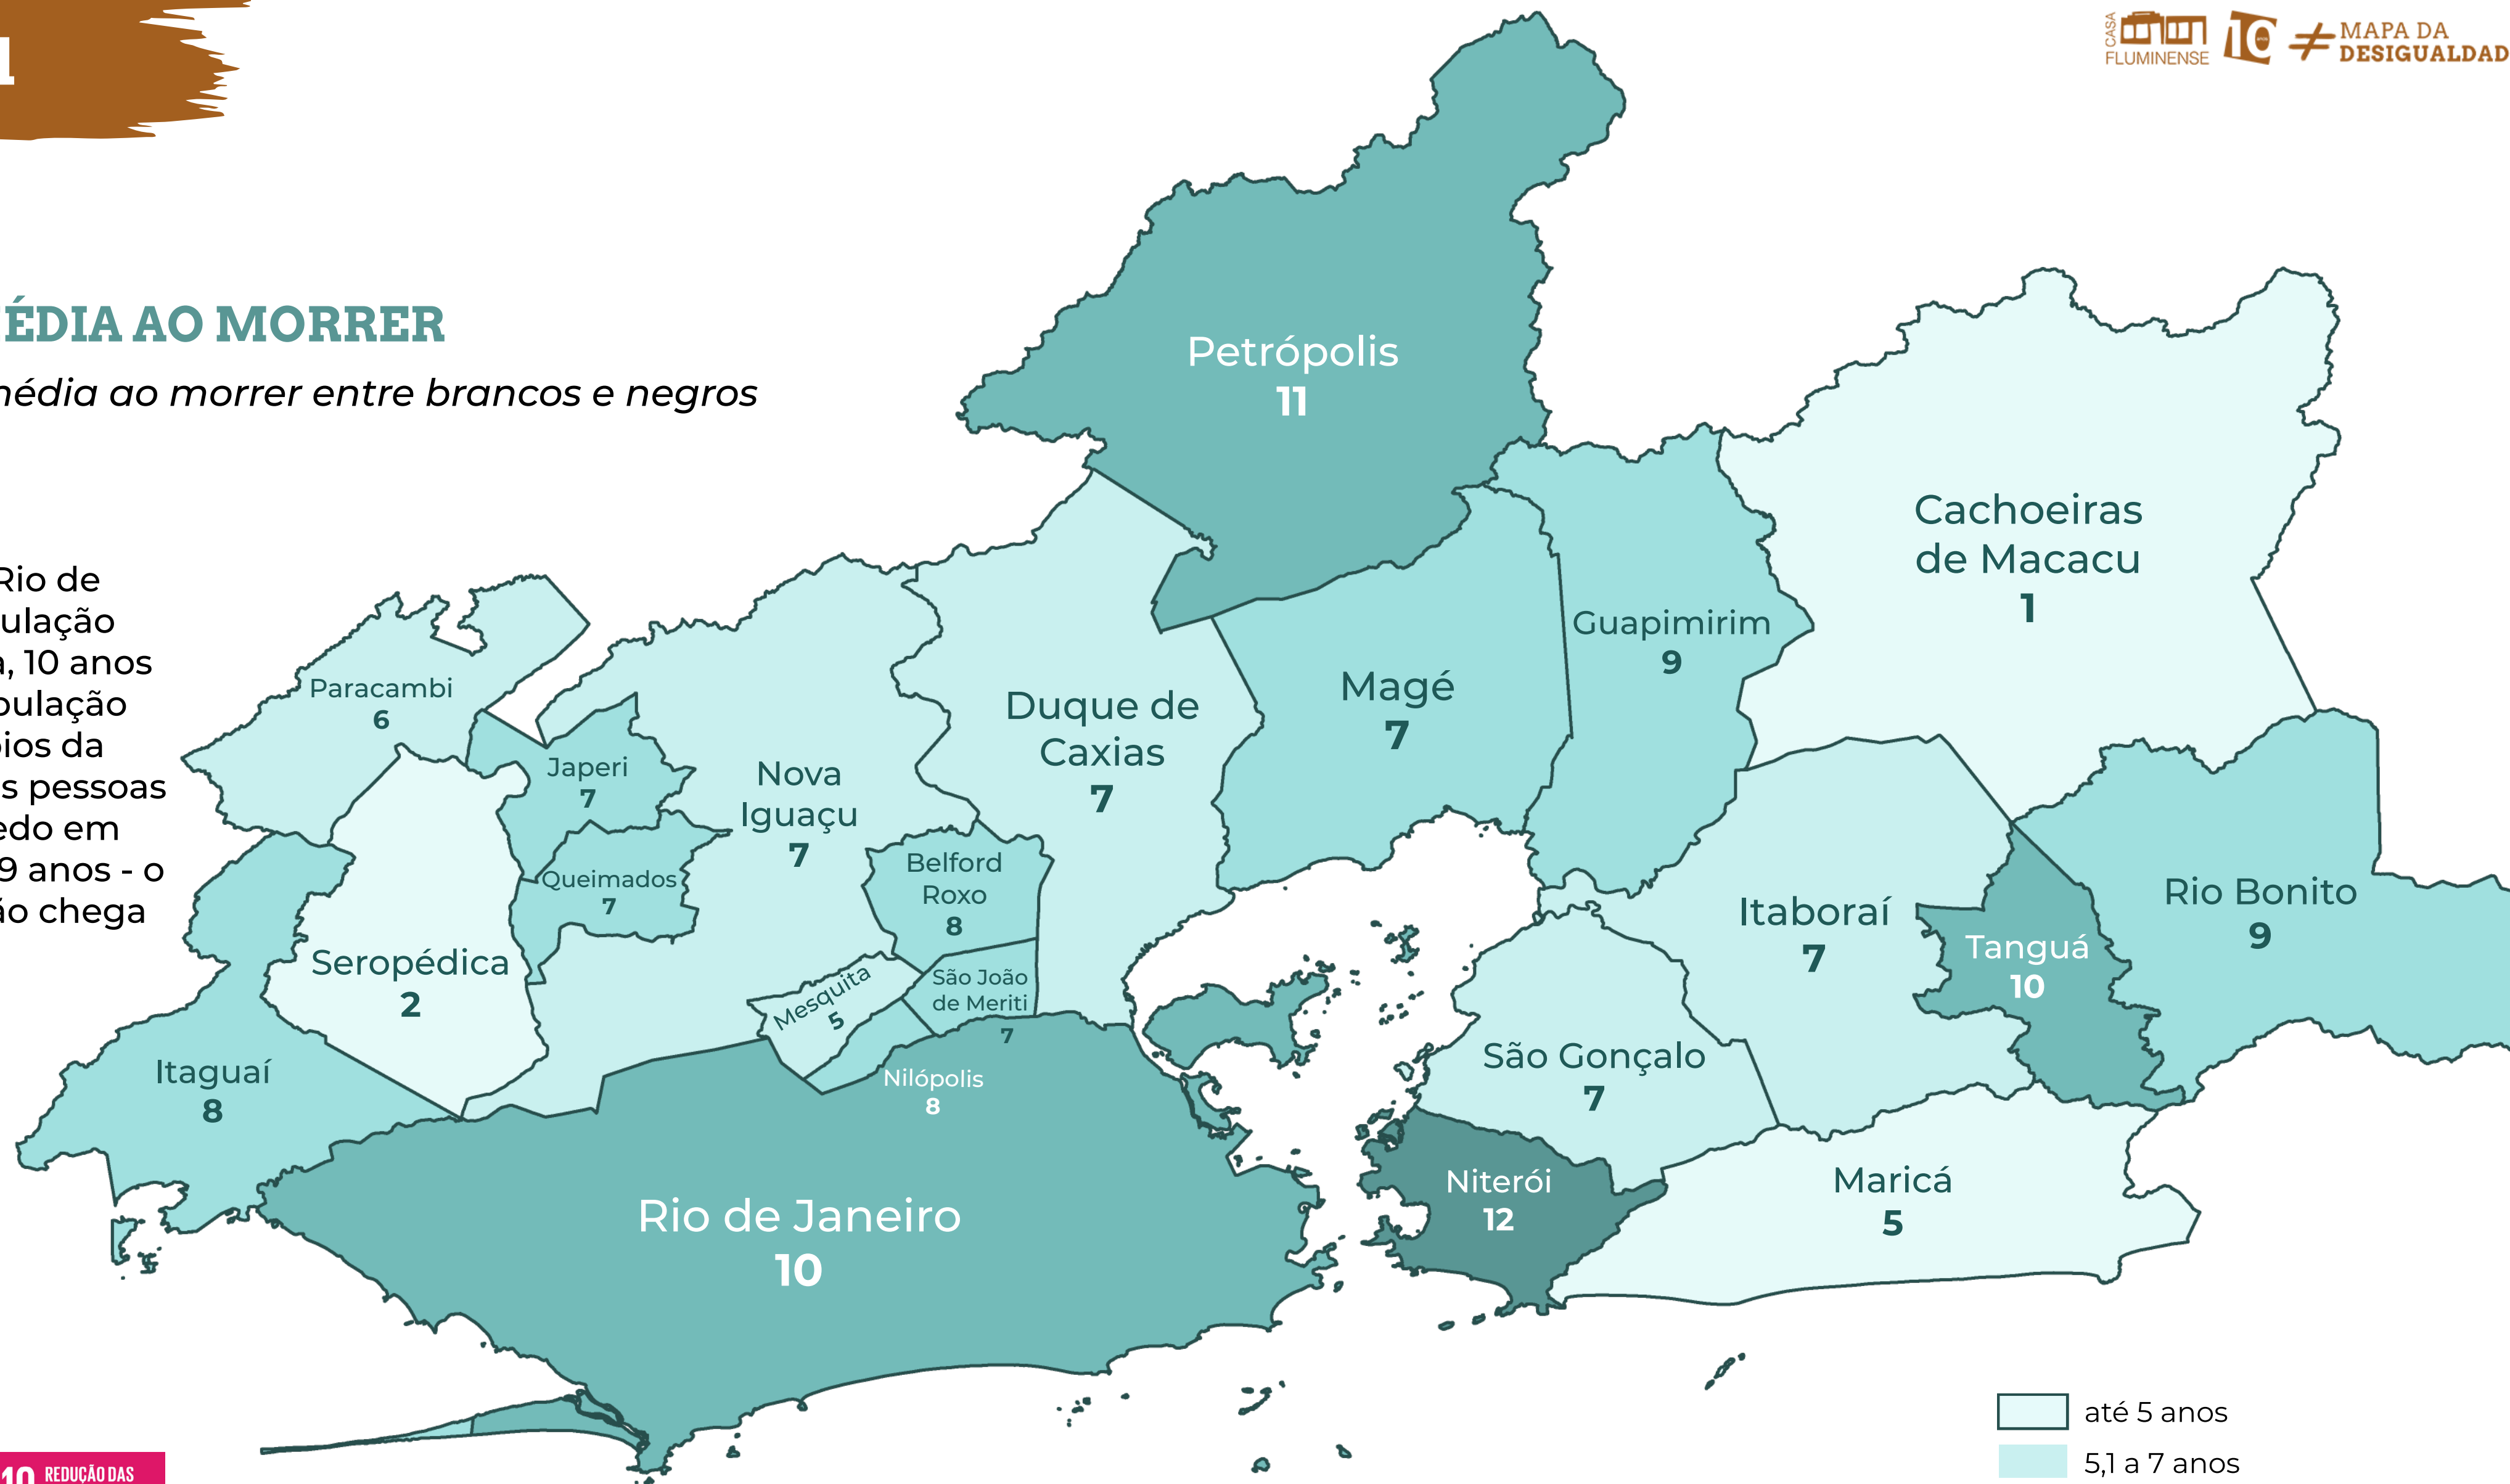 1
CASA
FLUMINENSE
10
ANOS
≠ MAPA DA
DESIGUALDAD
ÉDIA AO MORRER
média ao morrer entre brancos e negros
Rio de
ulação
a, 10 anos
pulação
pios da
s pessoas
edo em
9 anos - o
ão chega
Petrópolis
11
Cachoeiras
de Macacu
1
Guapimirim
9
Magé
7
Duque de
Caxias
7
Paracambi
6
Japeri
7
Nova
Iguaçu
7
Queimados
7
Belford
Roxo
8
Seropédica
2
Mesquita
5
São João
de Meriti
7
Nilópolis
8
Itaguaí
8
Rio de Janeiro
10
Itaboraí
7
Tanguá
10
Rio Bonito
9
São Gonçalo
7
Niterói
12
Maricá
5
até 5 anos
5,1 a 7 anos
10 REDUÇÃO DAS